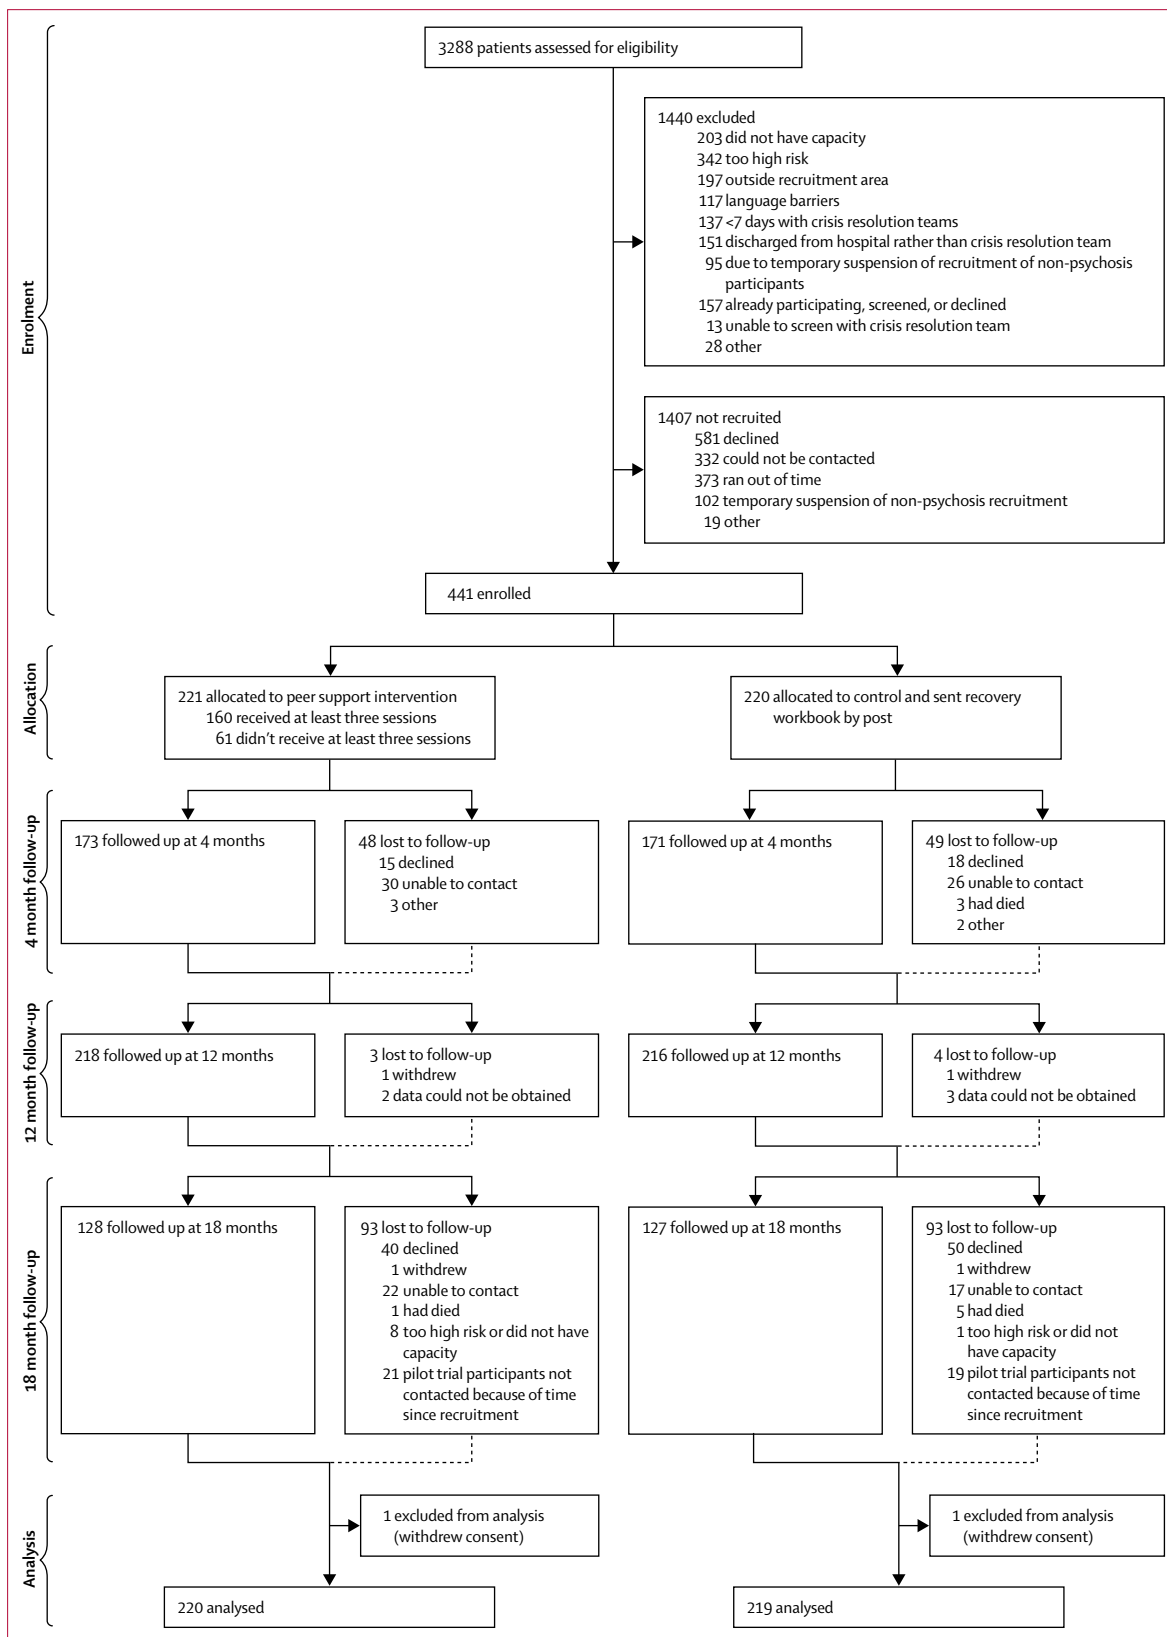 3288 patients assessed for eligibility
1440 excluded
203 did not have capacity
342 too high risk
197 outside recruitment area
117 language barriers
137 <7 days with crisis resolution teams
151 discharged from hospital rather than crisis resolution team
95 due to temporary suspension of recruitment of non-psychosis
participants
157 already participating, screened, or declined
13 unable to screen with crisis resolution team
28 other
Enrolment
1407 not recruited
581 declined
332 could not be contacted
373 ran out of time
102 temporary suspension of non-psychosis recruitment
19 other
441 enrolled
Allocation
221 allocated to peer support intervention
160 received at least three sessions
61 didn't receive at least three sessions
220 allocated to control and sent recovery
workbook by post
4 month follow-up
173 followed up at 4 months
48 lost to follow-up
15 declined
30 unable to contact
3 other
171 followed up at 4 months
49 lost to follow-up
18 declined
26 unable to contact
3 had died
2 other
12 month follow-up
218 followed up at 12 months
3 lost to follow-up
1 withdrew
2 data could not be obtained
216 followed up at 12 months
4 lost to follow-up
1 withdrew
3 data could not be obtained
18 month follow-up
128 followed up at 18 months
93 lost to follow-up
40 declined
1 withdrew
22 unable to contact
1 had died
8 too high risk or did not have
capacity
21 pilot trial participants not
contacted because of time
since recruitment
127 followed up at 18 months
93 lost to follow-up
50 declined
1 withdrew
17 unable to contact
5 had died
1 too high risk or did not
have capacity
19 pilot trial participants not
contacted because of time
since recruitment
Analysis
1 excluded from analysis
(withdrew consent)
1 excluded from analysis
(withdrew consent)
220 analysed
219 analysed